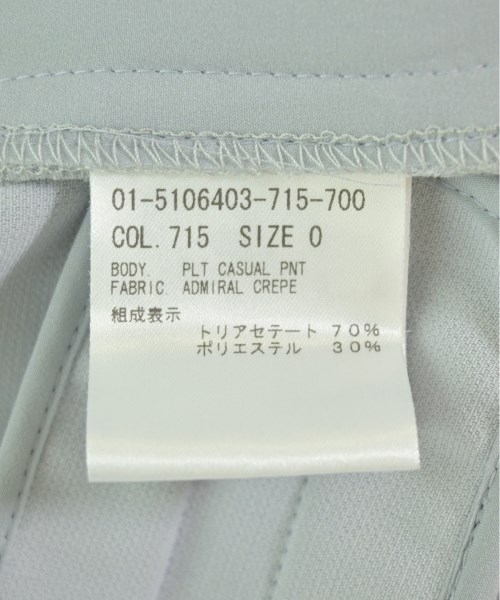 01-5106403-715-700
COL. 715 SIZE 0
BODY. PLT CASUAL PNT
FABRIC. ADMIRAL CREPE
組成表示
トリアセテート 70%
ポリエステル 30%